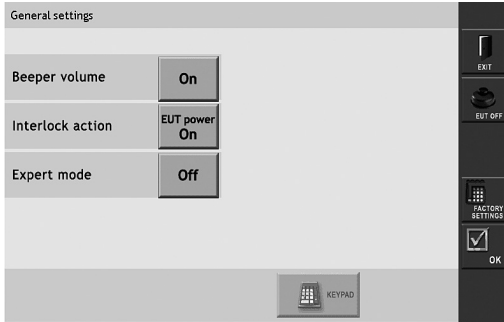 General settings
Beeper volume
On
Interlock action
EUT power
On
Expert mode
Off
KEYPAD
EXIT
EUT OFF
FACTORY
SETTINGS
OK